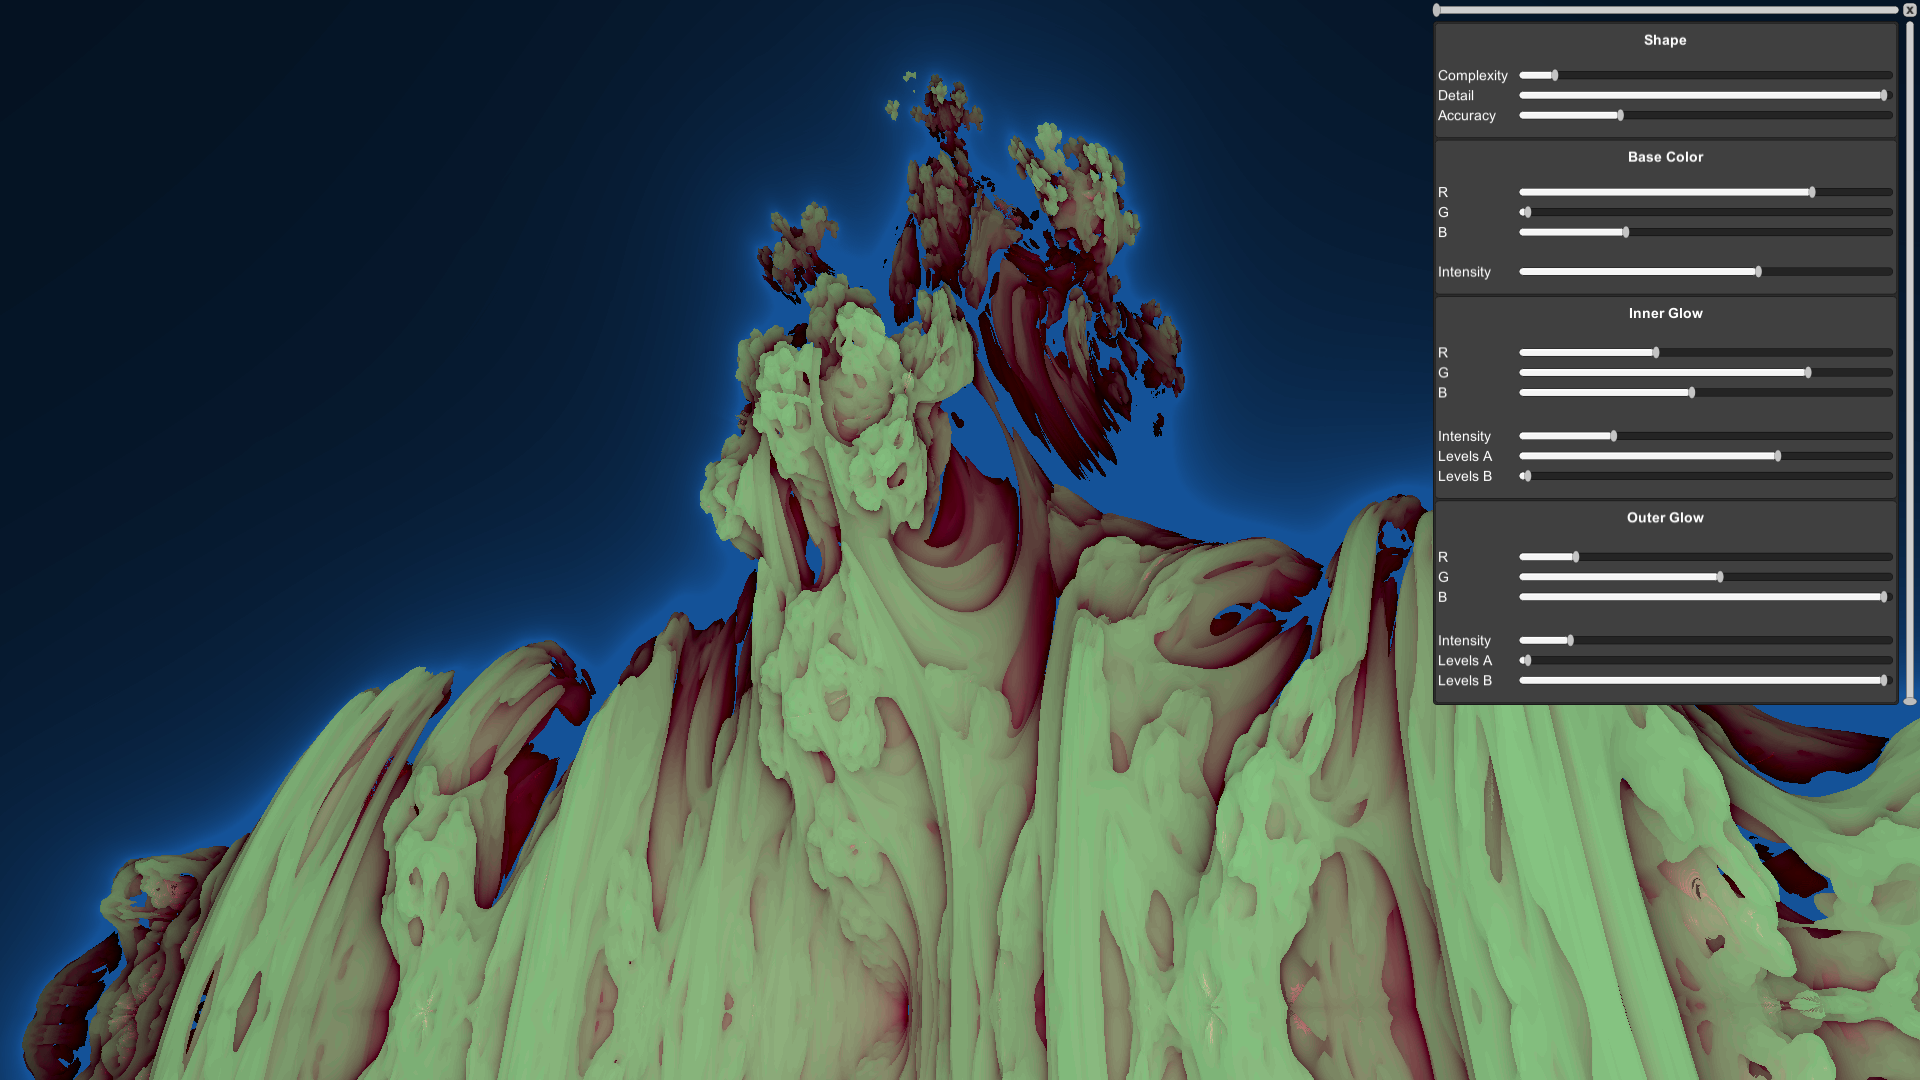 x
Shape
Complexity
Detail
Accuracy
Base Color
R
G
B
Intensity
Inner Glow
R
G
B
Intensity
Levels A
Levels B
Outer Glow
R
G
B
Intensity
Levels A
Levels B